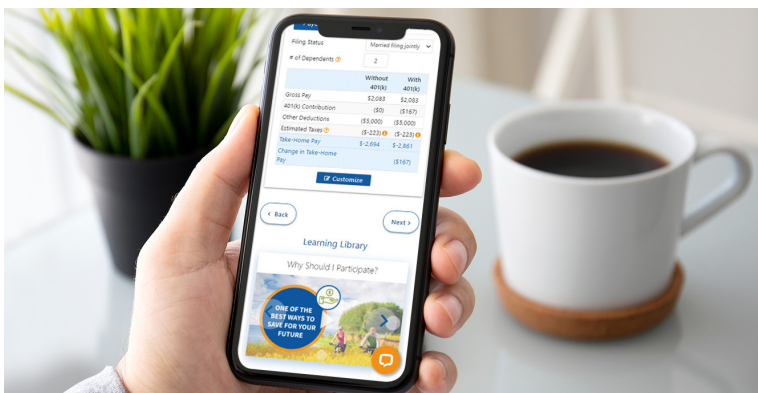 Filing Status Married filing jointly
# of Dependents 2
Without 401(k) With 401(k)
Gross Pay $2,083 $2,083
401(k) Contribution ($0) ($167)
Other Deductions ($5,000) ($5,000)
Estimated Taxes ($-223) ($-223)
Take-Home Pay $-2,694 $-2,861
Change in Take-Home Pay ($167)
Customize
< Back
Next >
Learning Library
Why Should I Participate?
ONE OF THE
BEST WAYS TO
SAVE FOR YOUR
FUTURE